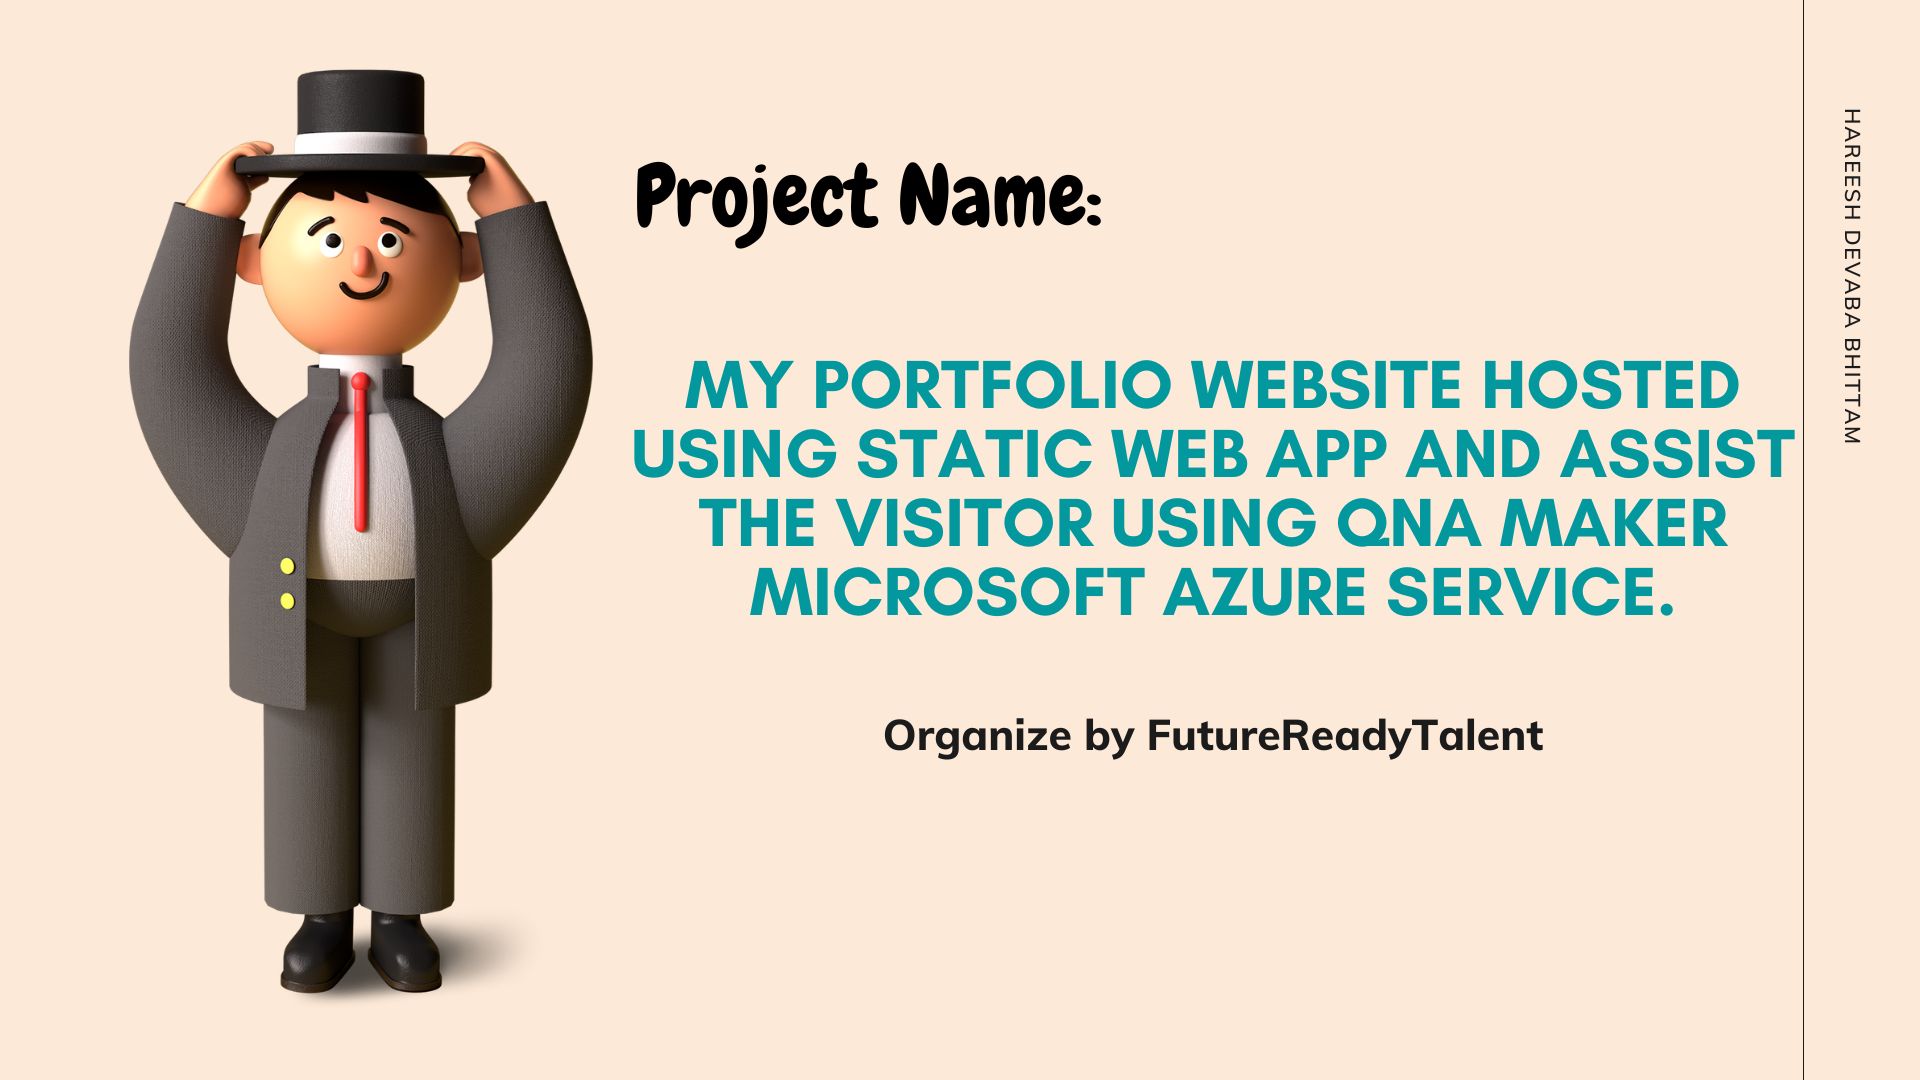 Project Name:
MY PORTFOLIO WEBSITE HOSTED
USING STATIC WEB APP AND ASSIST
THE VISITOR USING QNA MAKER
MICROSOFT AZURE SERVICE.
Organize by FutureReadyTalent
HAREESH DEVABA BHITTAM